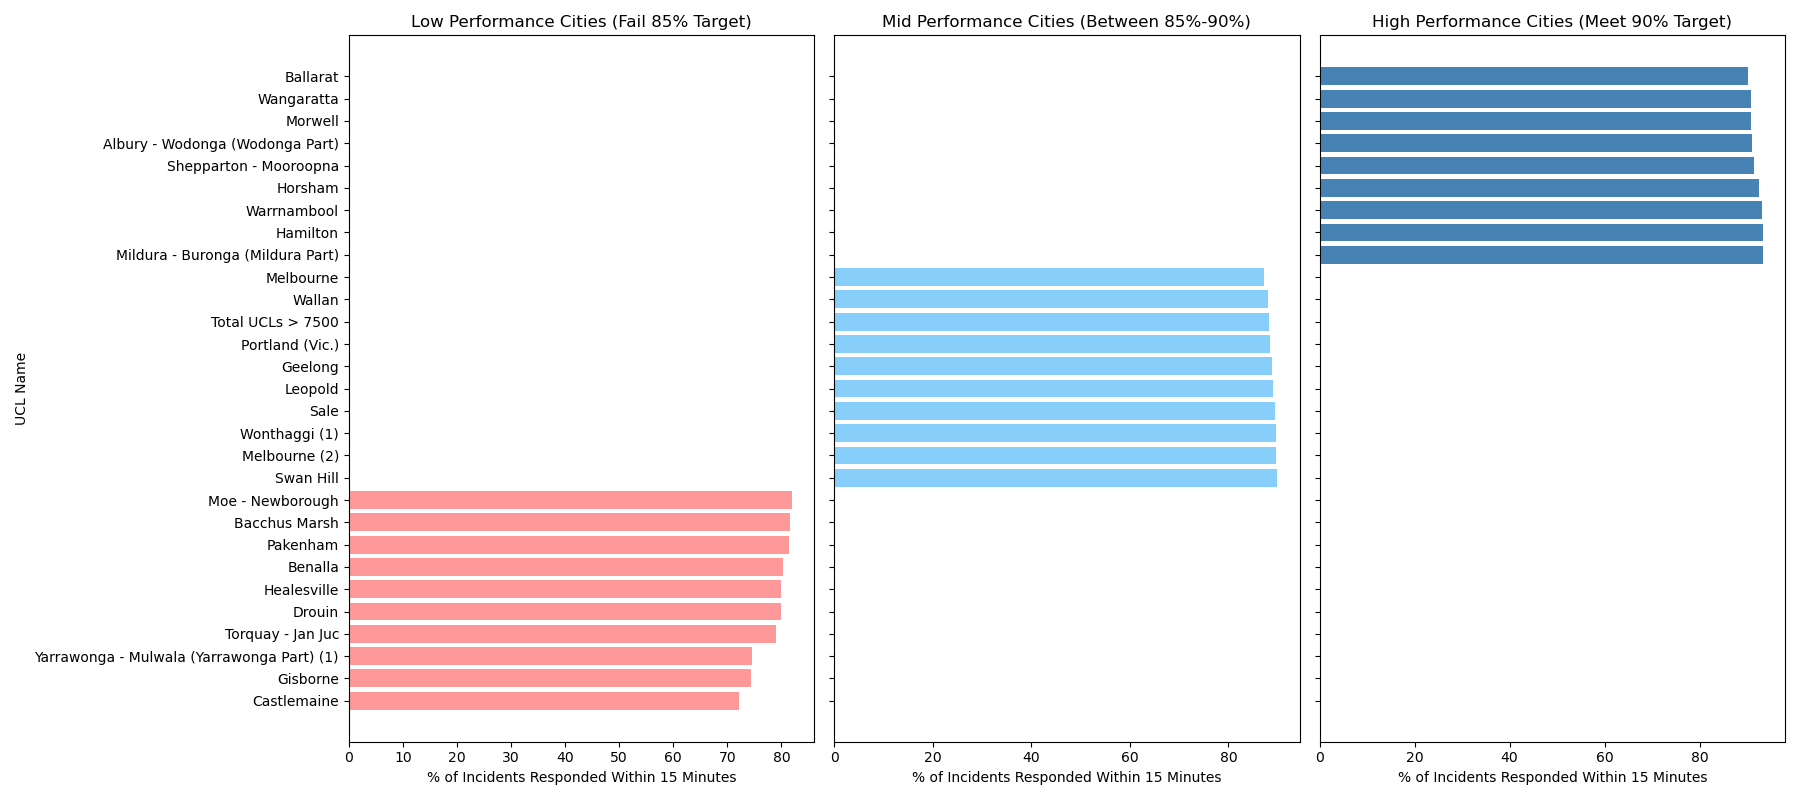 Low Performance Cities (Fail 85% Target)
Mid Performance Cities (Between 85%-90%)
High Performance Cities (Meet 90% Target)
UCL Name
Ballarat
Wangaratta
Morwell
Albury - Wodonga (Wodonga Part)
Shepparton - Mooroopna
Horsham
Warrnambool
Hamilton
Mildura - Buronga (Mildura Part)
Melbourne
Wallan
Total UCLs > 7500
Portland (Vic.)
Geelong
Leopold
Sale
Wonthaggi (1)
Melbourne (2)
Swan Hill
Moe - Newborough
Bacchus Marsh
Pakenham
Benalla
Healesville
Drouin
Torquay - Jan Juc
Yarrawonga - Mulwala (Yarrawonga Part) (1)
Gisborne
Castlemaine
0 10 20 30 40 50 60 70 80
% of Incidents Responded Within 15 Minutes
0 20 40 60 80
% of Incidents Responded Within 15 Minutes
0 20 40 60 80
% of Incidents Responded Within 15 Minutes